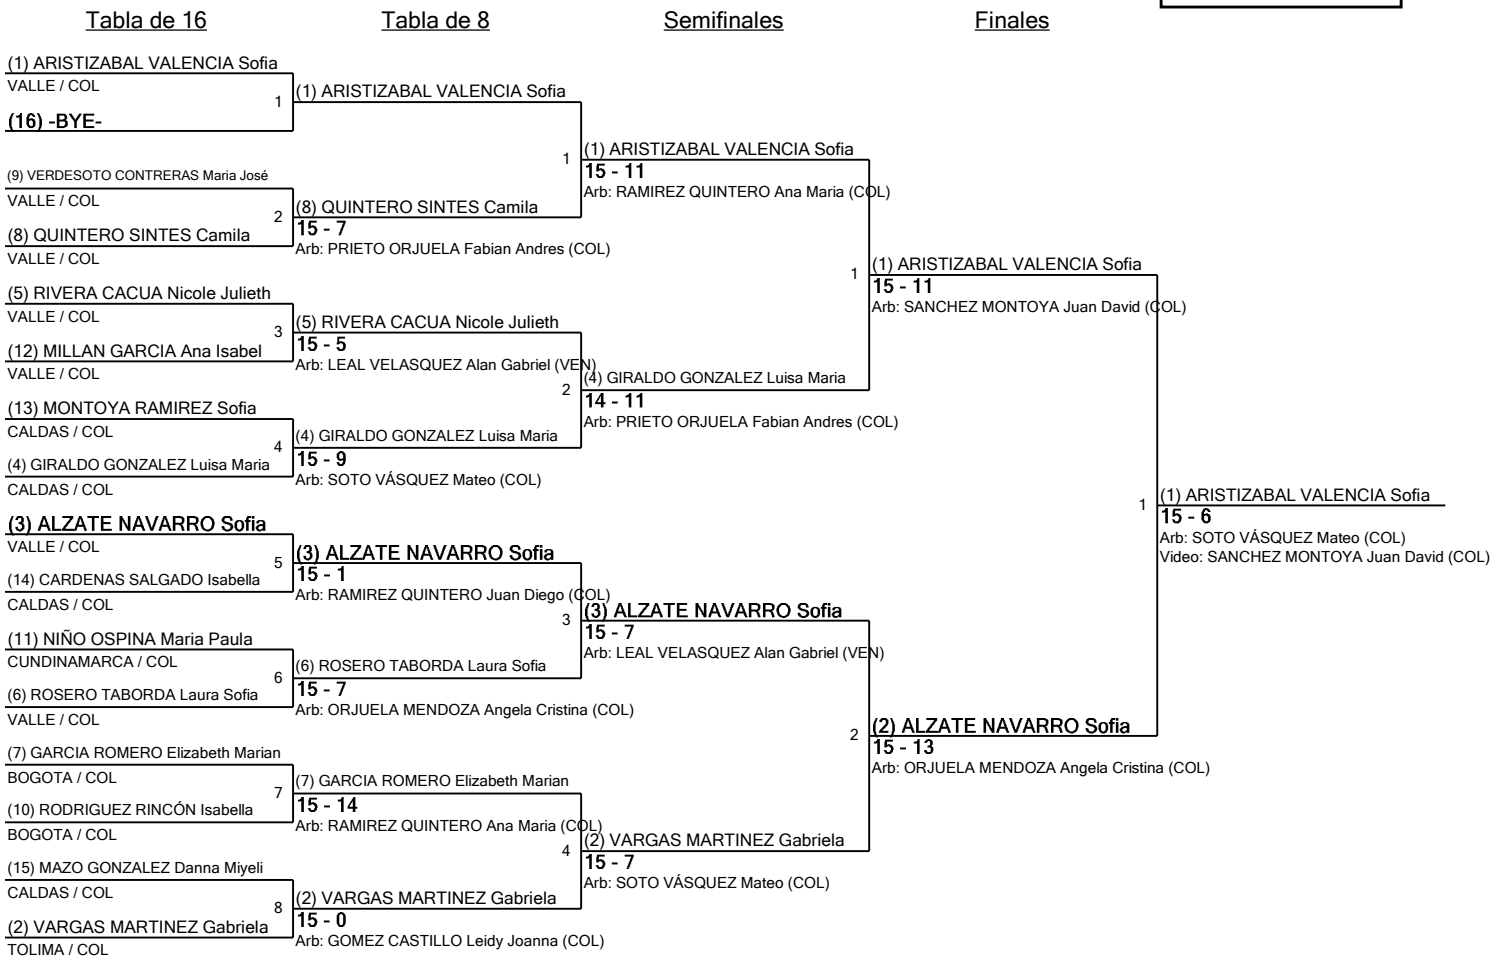 Tabla de 16
Tabla de 8
Semifinales
Finales
(1) ARISTIZABAL VALENCIA Sofia
VALLE / COL
1
(16) -BYE-
(9) VERDESOTO CONTRERAS Maria José
VALLE / COL
2
(8) QUINTERO SINTES Camila
VALLE / COL
(5) RIVERA CACUA Nicole Julieth
VALLE / COL
3
(12) MILLAN GARCIA Ana Isabel
VALLE / COL
(13) MONTOYA RAMIREZ Sofia
CALDAS / COL
4
(4) GIRALDO GONZALEZ Luisa Maria
CALDAS / COL
(3) ALZATE NAVARRO Sofia
VALLE / COL
5
(14) CARDENAS SALGADO Isabella
CALDAS / COL
(11) NIÑO OSPINA Maria Paula
CUNDINAMARCA / COL
6
(6) ROSERO TABORDA Laura Sofia
VALLE / COL
(7) GARCIA ROMERO Elizabeth Marian
BOGOTA / COL
7
(10) RODRIGUEZ RINCÓN Isabella
BOGOTA / COL
(15) MAZO GONZALEZ Danna Miyeli
CALDAS / COL
8
(2) VARGAS MARTINEZ Gabriela
TOLIMA / COL
(1) ARISTIZABAL VALENCIA Sofia
1
(8) QUINTERO SINTES Camila
15 - 7
Arb: PRIETO ORJUELA Fabian Andres (COL)
(5) RIVERA CACUA Nicole Julieth
15 - 5
Arb: LEAL VELASQUEZ Alan Gabriel (VEN)
2
(4) GIRALDO GONZALEZ Luisa Maria
15 - 9
Arb: SOTO VÁSQUEZ Mateo (COL)
(3) ALZATE NAVARRO Sofia
15 - 1
Arb: RAMIREZ QUINTERO Juan Diego (COL)
3
(6) ROSERO TABORDA Laura Sofia
15 - 7
Arb: ORJUELA MENDOZA Angela Cristina (COL)
(7) GARCIA ROMERO Elizabeth Marian
15 - 14
Arb: RAMIREZ QUINTERO Ana Maria (COL)
4
(2) VARGAS MARTINEZ Gabriela
15 - 0
Arb: GOMEZ CASTILLO Leidy Joanna (COL)
(1) ARISTIZABAL VALENCIA Sofia
15 - 11
Arb: RAMIREZ QUINTERO Ana Maria (COL)
1
(4) GIRALDO GONZALEZ Luisa Maria
14 - 11
Arb: PRIETO ORJUELA Fabian Andres (COL)
(3) ALZATE NAVARRO Sofia
15 - 7
Arb: LEAL VELASQUEZ Alan Gabriel (VEN)
2
(2) VARGAS MARTINEZ Gabriela
15 - 7
Arb: SOTO VÁSQUEZ Mateo (COL)
(1) ARISTIZABAL VALENCIA Sofia
15 - 11
Arb: SANCHEZ MONTOYA Juan David (COL)
1
(2) ALZATE NAVARRO Sofia
15 - 13
Arb: ORJUELA MENDOZA Angela Cristina (COL)
(1) ARISTIZABAL VALENCIA Sofia
15 - 6
Arb: SOTO VÁSQUEZ Mateo (COL)
Video: SANCHEZ MONTOYA Juan David (COL)